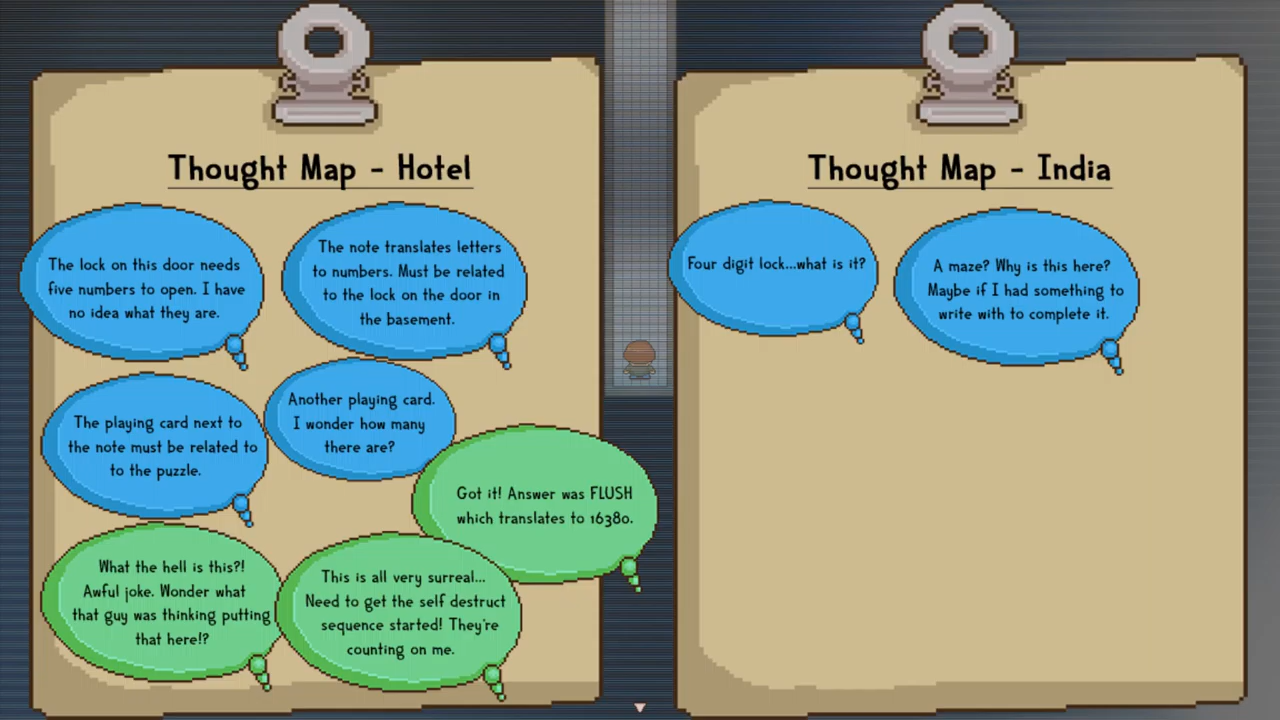 Thought Map - Hotel
The lock on this door needs
five numbers to open. I have
no idea what they are.
The note translates letters
to numbers. Must be related
to the lock on the door in
the basement.
The playing card next to
the note must be related to
to the puzzle.
Another playing card.
I wonder how many
there are?
Got it! Answer was FLUSH
which translates to 16380.
What the hell is this?!
Awful joke. Wonder what
that guy was thinking putting
that here!?
This is all very surreal...
Need to get the self destruct
sequence started! They're
counting on me.
Thought Map - India
Four digit lock...what is it?
A maze? Why is this here?
Maybe if I had something to
write with to complete it.